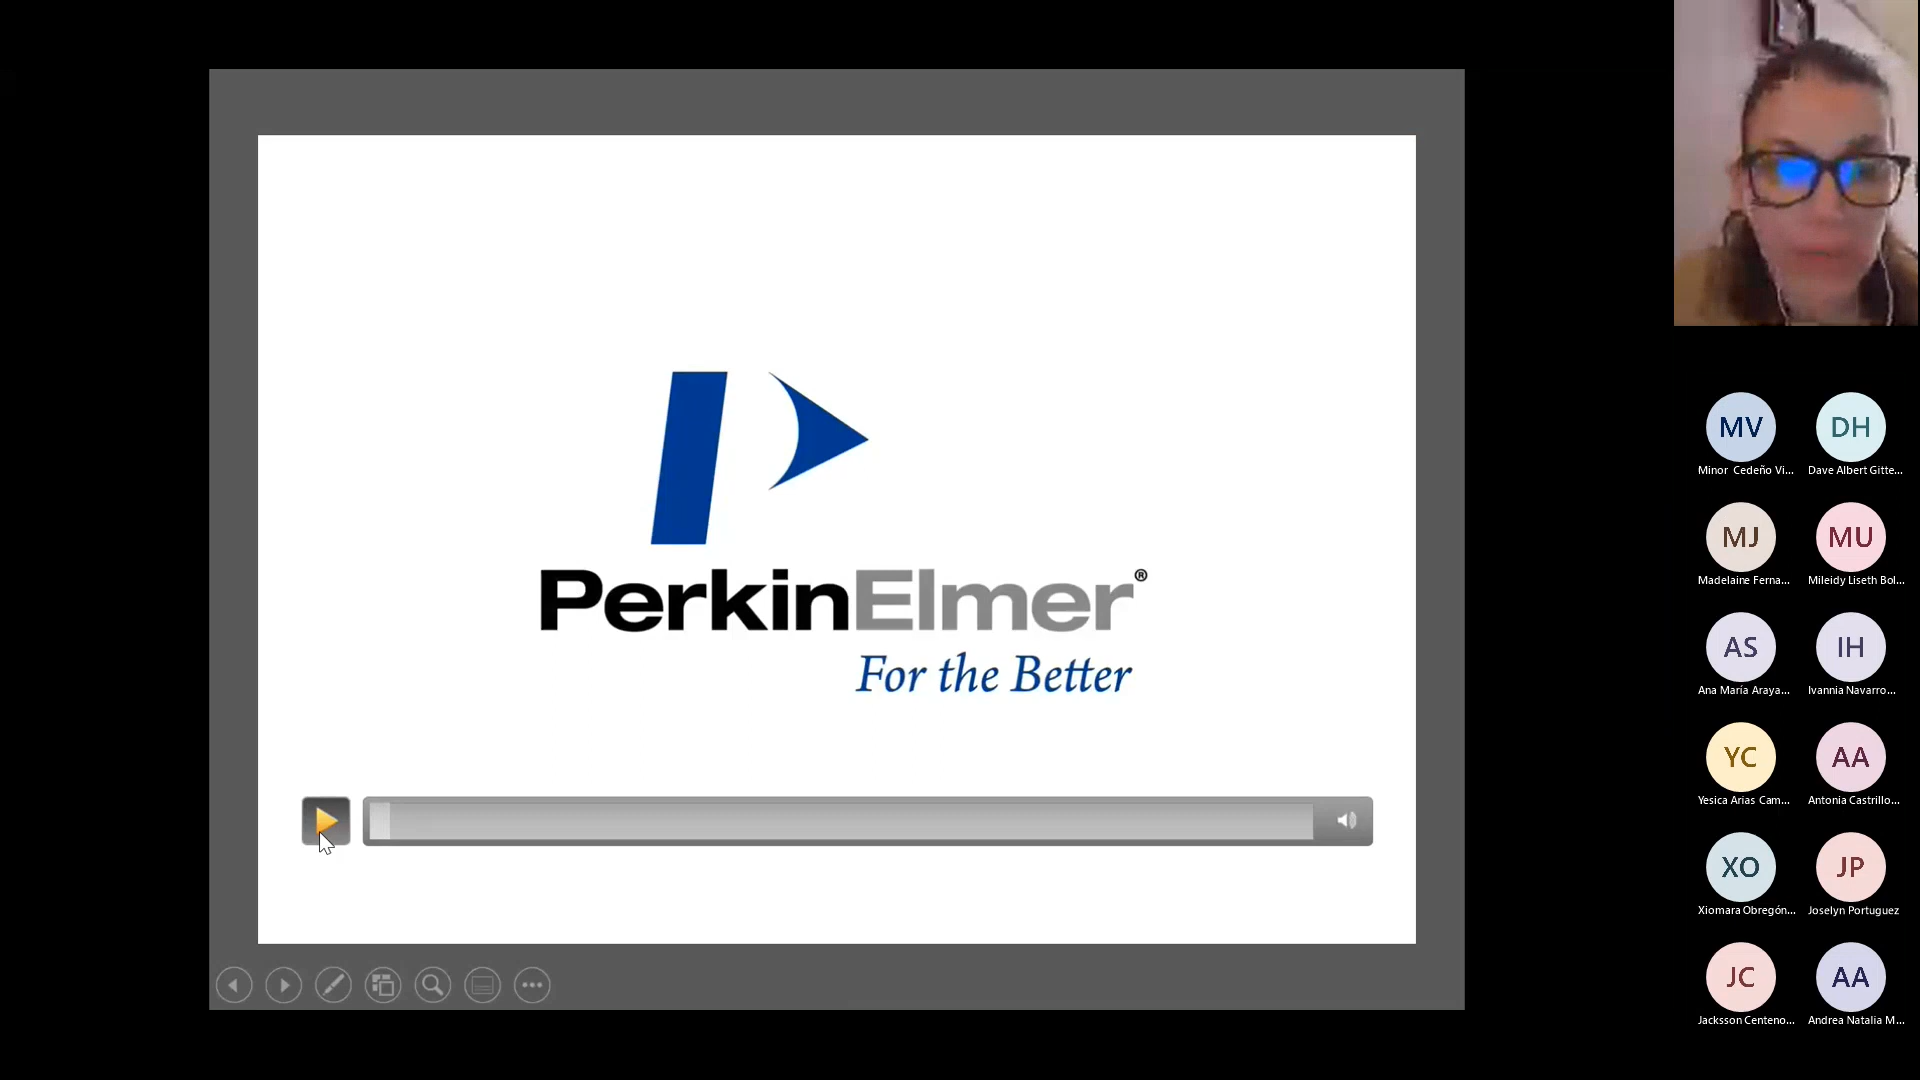 PerkinElmer®
For the Better
MV
DH
Minor Cedeño Vi...
Dave Albert Gitte...
MJ
MU
Madelaine Ferna...
Mileidy Liseth Bol...
AS
IH
Ana María Araya...
Ivannia Navarro...
YC
AA
Yesica Arias Cam...
Antonia Castrillo...
XO
JP
Xiomara Obregón...
Joselyn Portuguez
JC
AA
Jacksson Centeno...
Andrea Natalia M...